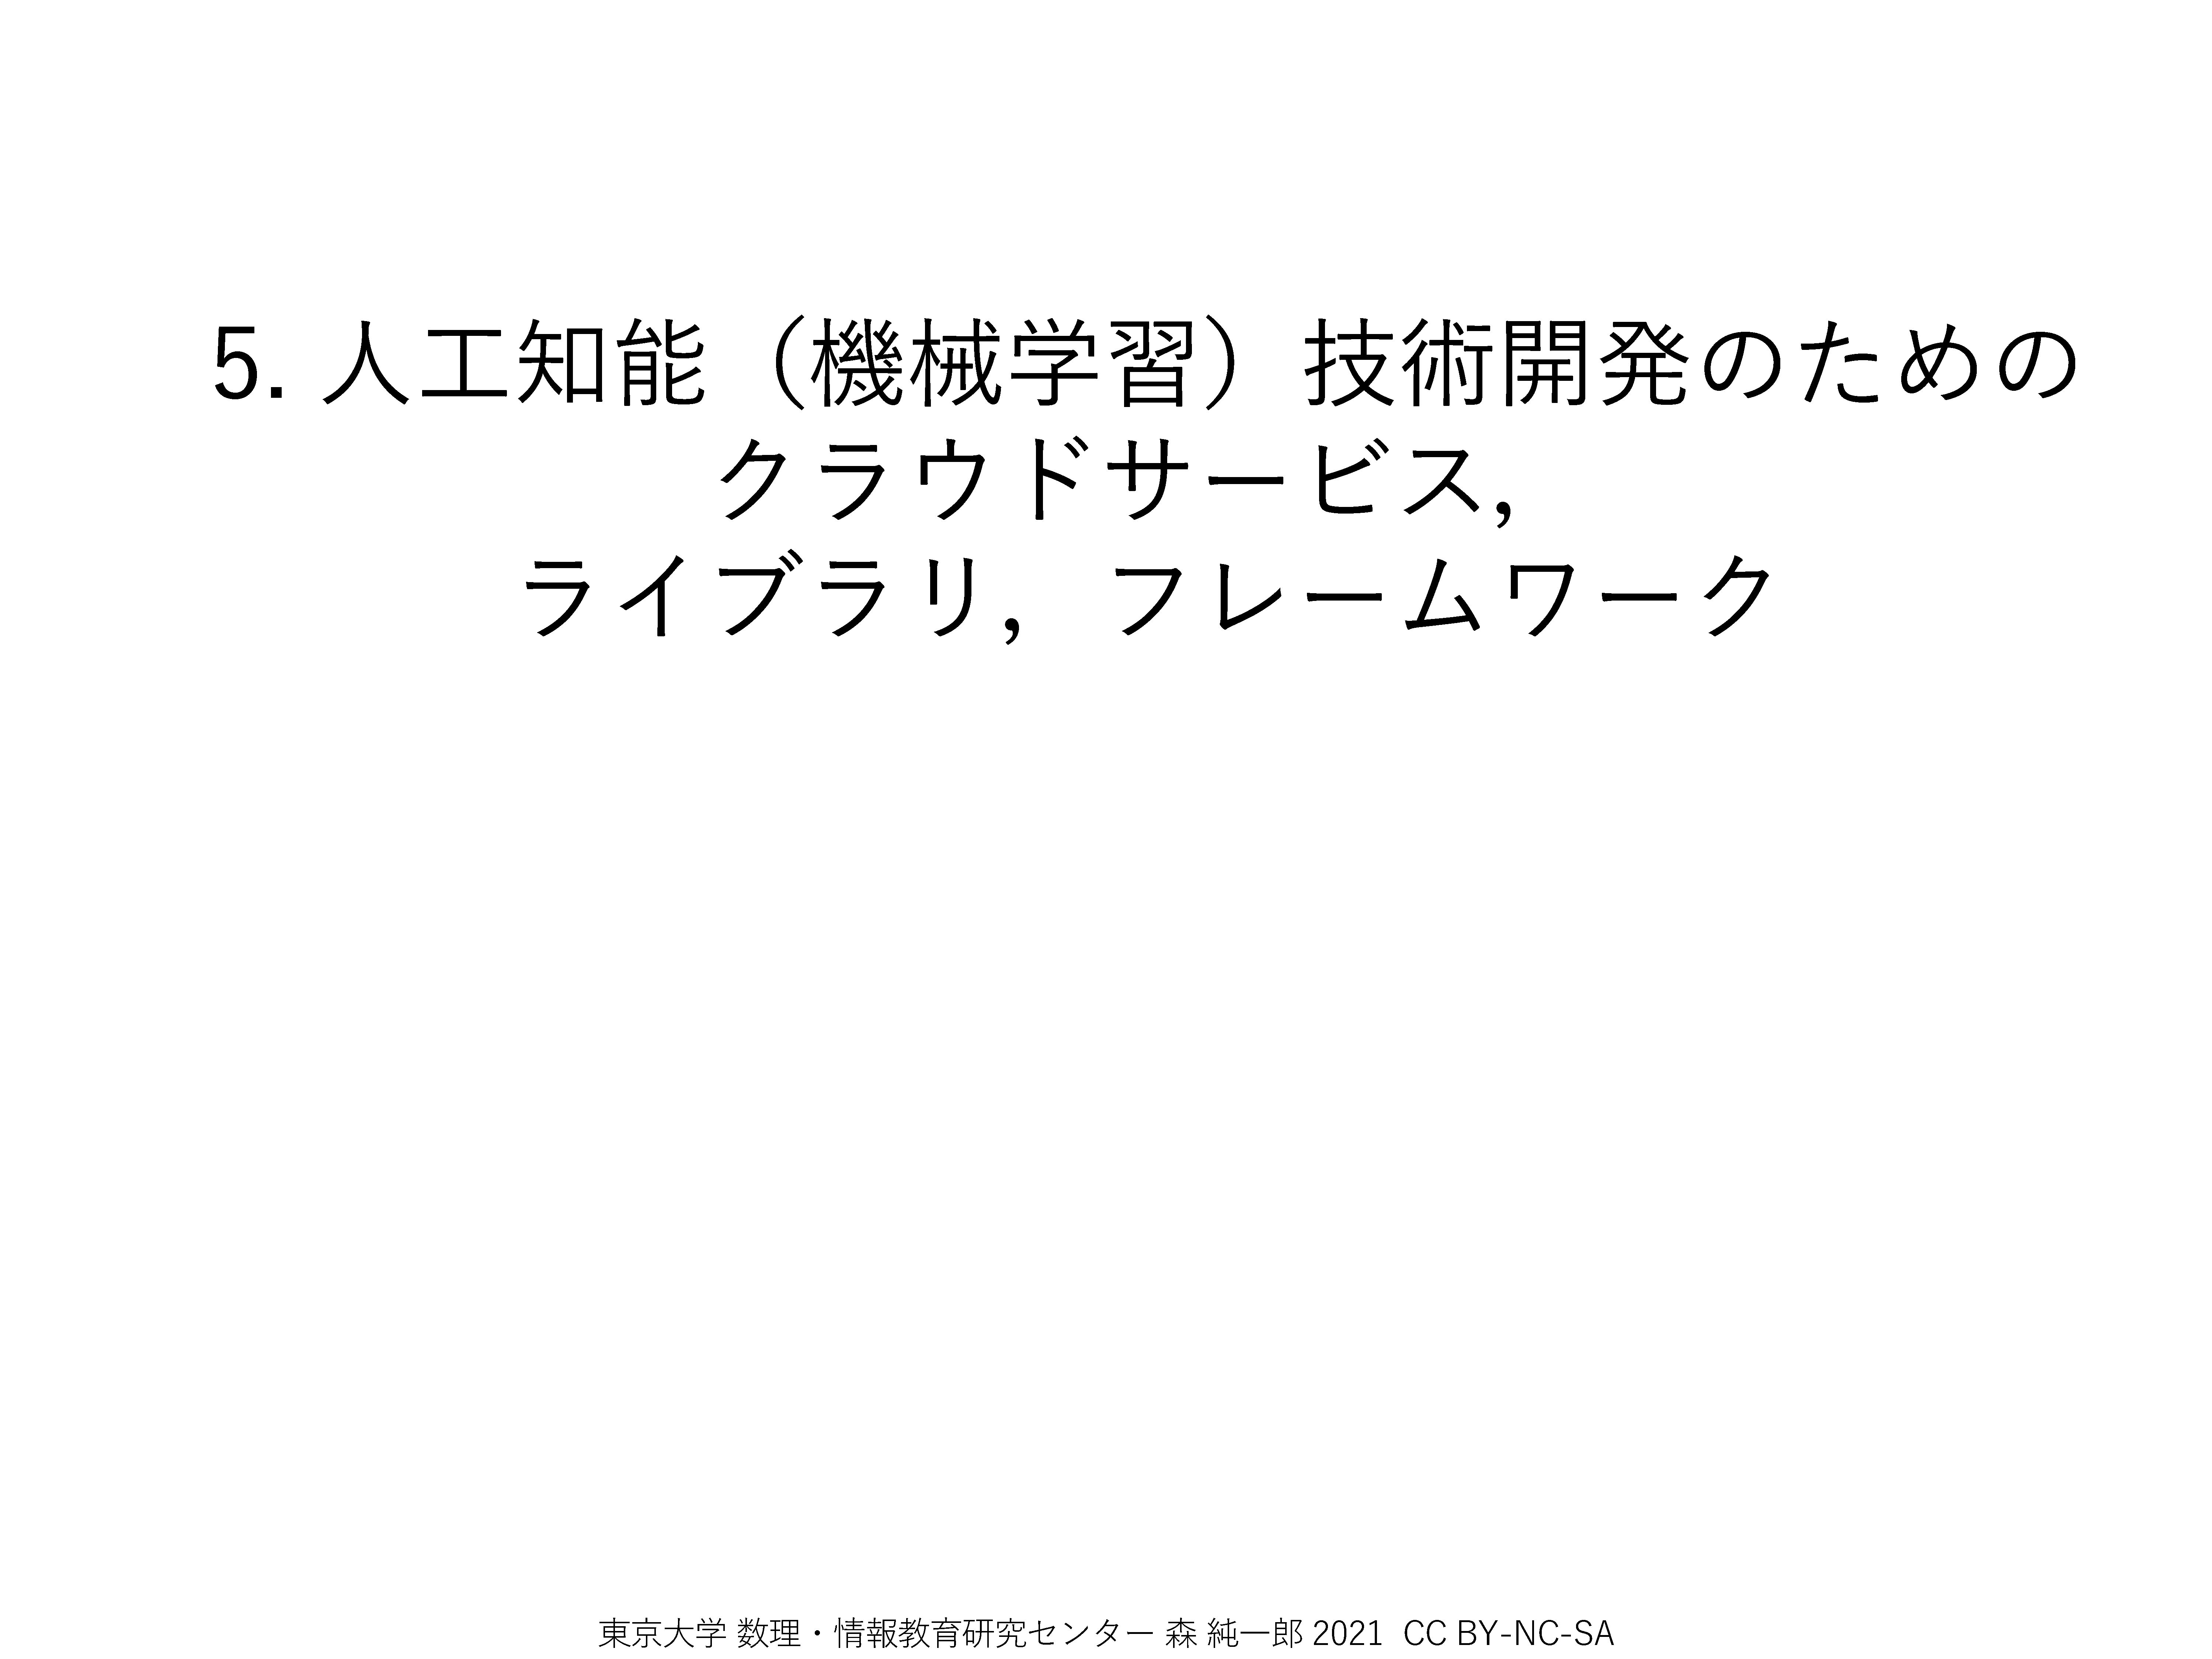 5. 人工知能（機械学習）技術開発のための
クラウドサービス，
ライブラリ，フレームワーク
東京大学 数理・情報教育研究センター 森 純一郎 2021 CC BY-NC-SA